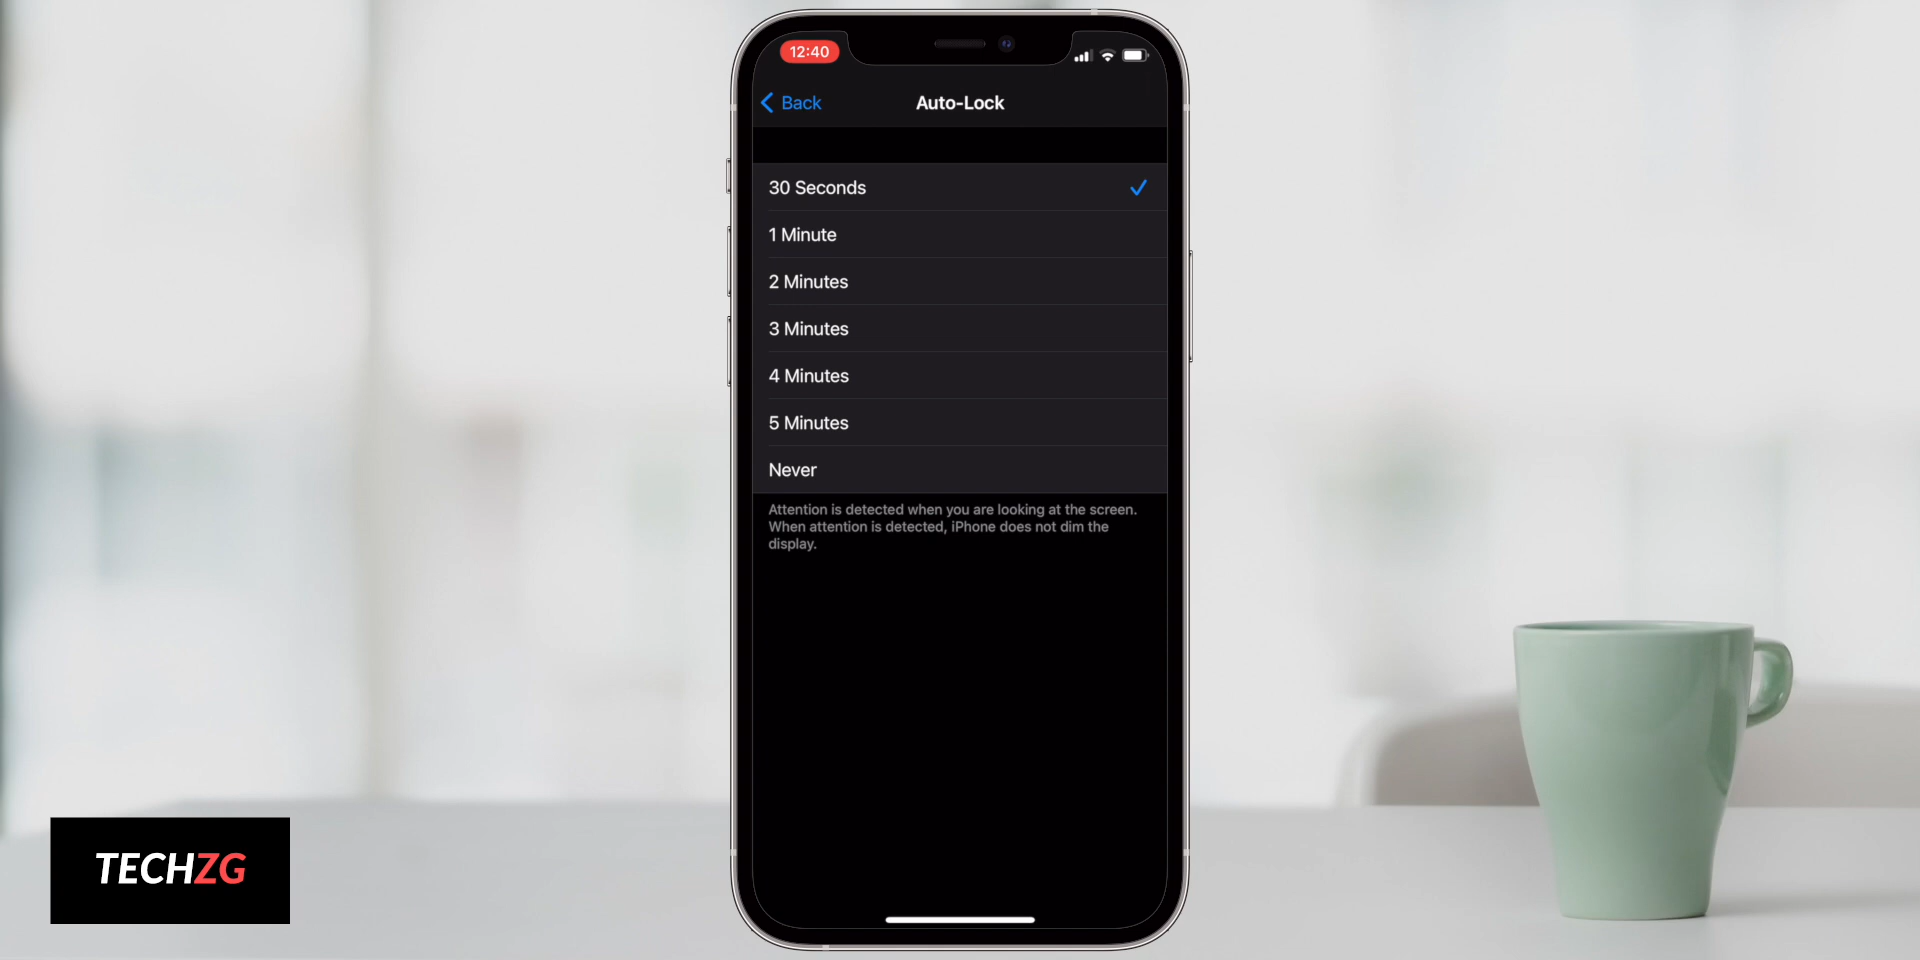 12:40
Back
Auto-Lock
30 Seconds
1 Minute
2 Minutes
3 Minutes
4 Minutes
5 Minutes
Never
Attention is detected when you are looking at the screen.
When attention is detected, iPhone does not dim the
display.
TECHZG